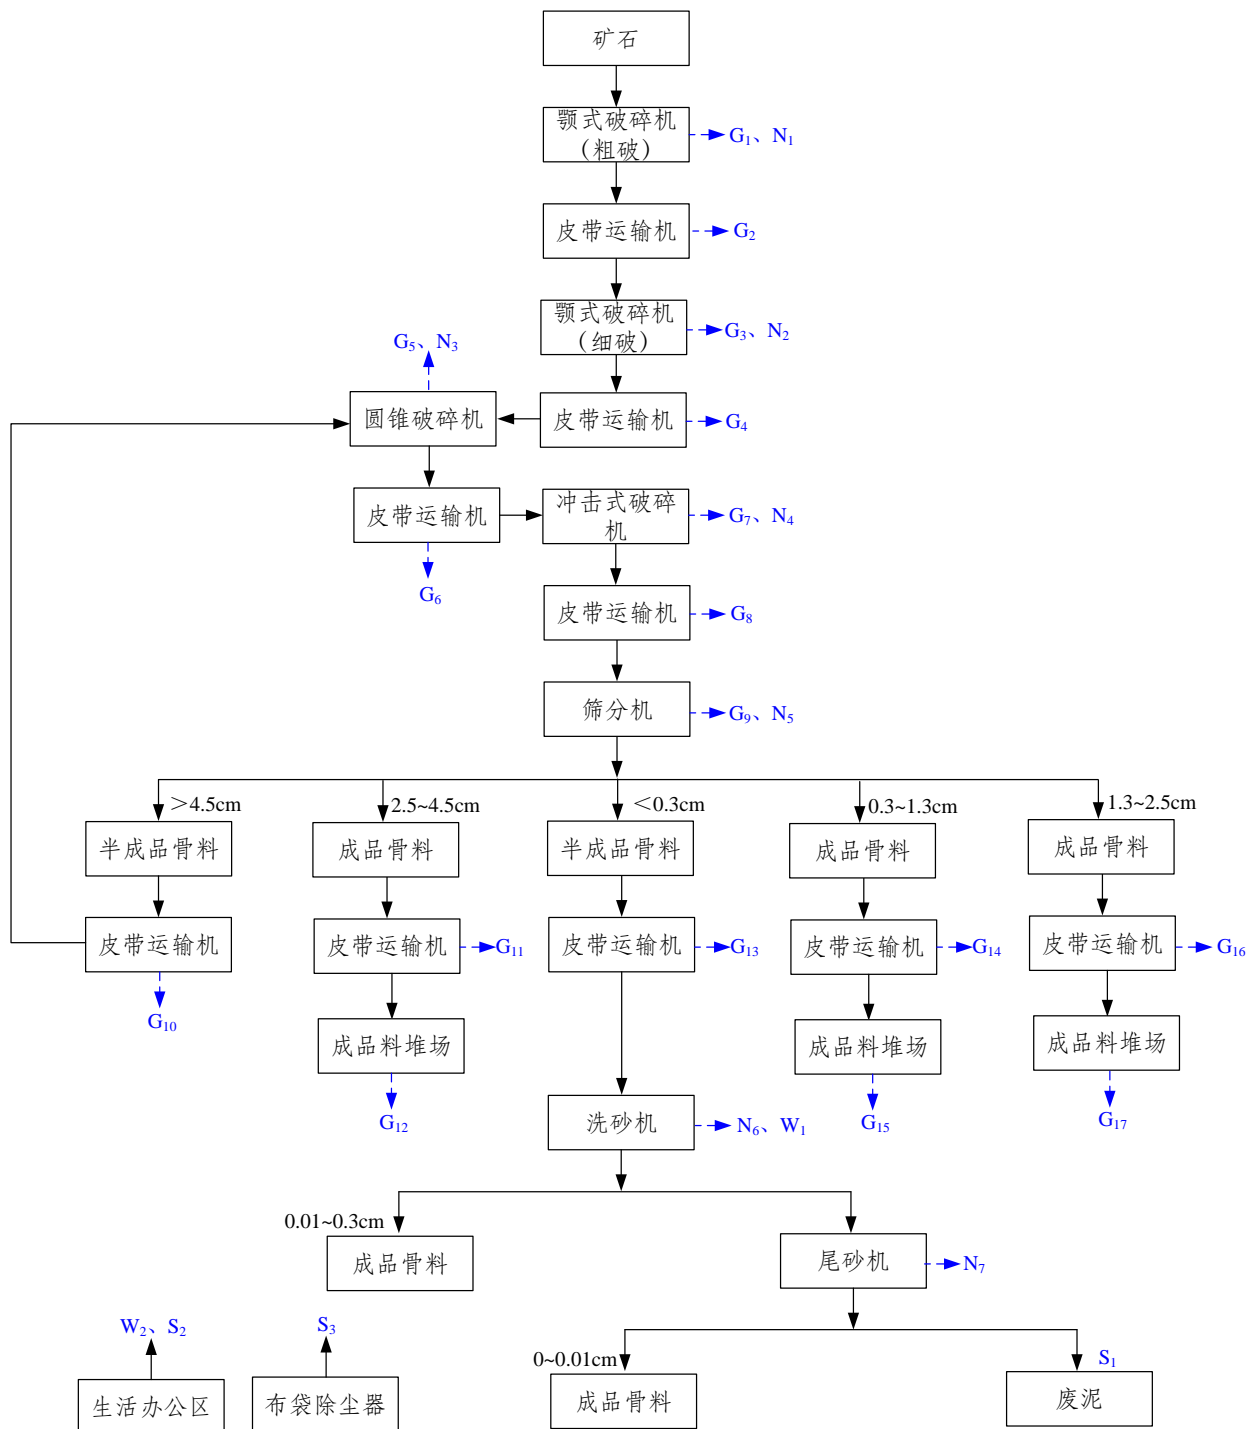 矿石
颚式破碎机
（粗破）
G₁、N₁
皮带运输机
G₂
颚式破碎机
（细破）
G₃、N₂
G₅、N₃
圆锥破碎机
皮带运输机
G₄
皮带运输机
冲击式破碎
机
G₇、N₄
G₆
皮带运输机
G₈
筛分机
G₉、N₅
＞4.5cm
2.5~4.5cm
＜0.3cm
0.3~1.3cm
1.3~2.5cm
半成品骨料
成品骨料
半成品骨料
成品骨料
成品骨料
皮带运输机
皮带运输机
G₁₁
皮带运输机
G₁₃
皮带运输机
G₁₄
皮带运输机
G₁₆
G₁₀
成品料堆场
成品料堆场
成品料堆场
G₁₂
G₁₅
G₁₇
洗砂机
N₆、W₁
0.01~0.3cm
成品骨料
尾砂机
N₇
W₂、S₂
S₃
0~0.01cm
S₁
生活办公区
布袋除尘器
成品骨料
废泥